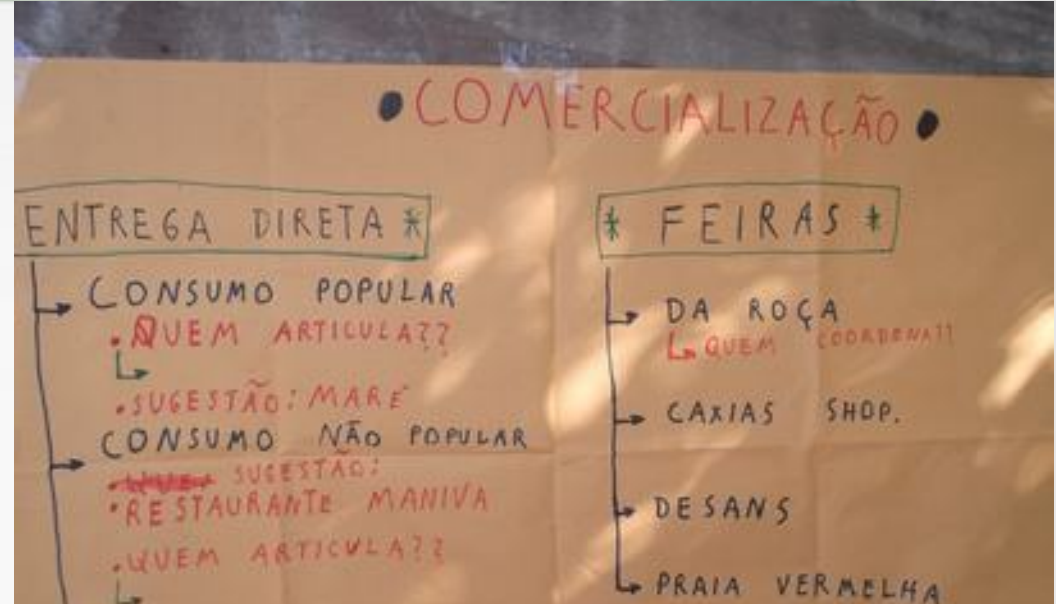 • COMERCIALIZAÇÃO •
ENTREGA DIRETA *
CONSUMO POPULAR
• QUEM ARTICULA??
• SUGESTÃO: MARÉ
CONSUMO NÃO POPULAR
SUGESTÃO:
• RESTAURANTE MANIVA
• QUEM ARTICULA??
* FEIRAS *
DA ROÇA
QUEM COORDENA??
CAXIAS SHOP.
DESANS
PRAIA VERMELHA